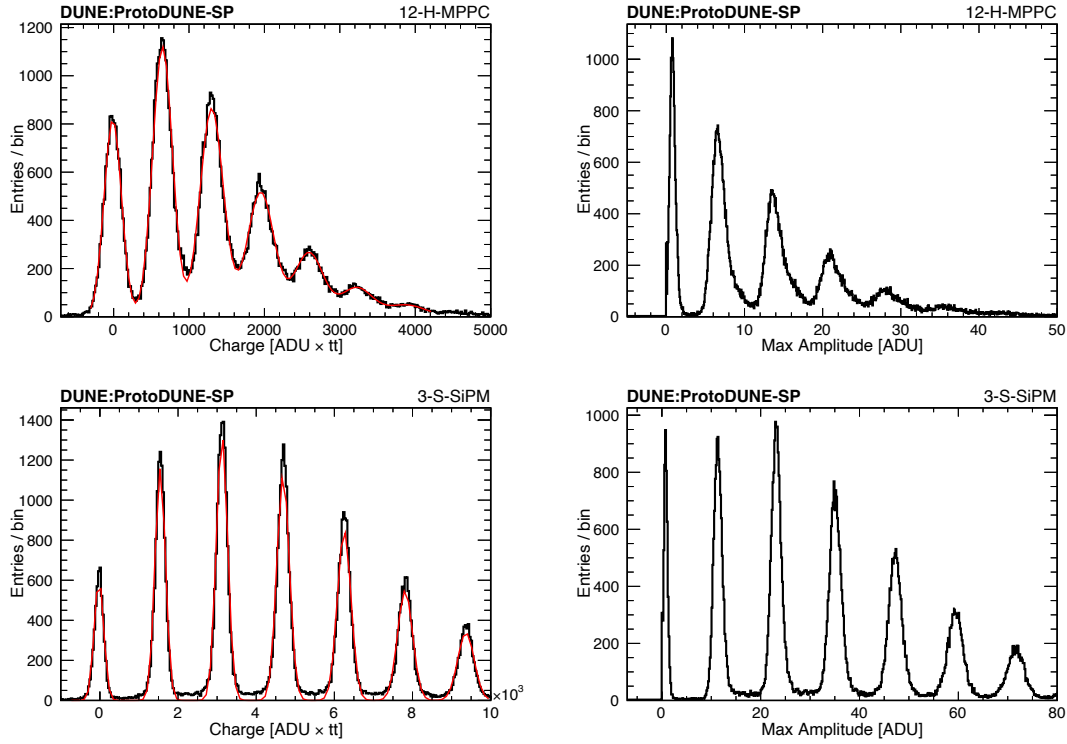 DUNE:ProtoDUNE-SP 12-H-MPPC
1200
1000
800
600
400
200
0
Entries / bin
0 1000 2000 3000 4000 5000
Charge [ADU × tt]
DUNE:ProtoDUNE-SP 12-H-MPPC
1000
800
600
400
200
0
Entries / bin
0 10 20 30 40 50
Max Amplitude [ADU]
DUNE:ProtoDUNE-SP 3-S-SiPM
1400
1200
1000
800
600
400
200
0
Entries / bin
0 2 4 6 8 10
×10³
Charge [ADU × tt]
DUNE:ProtoDUNE-SP 3-S-SiPM
1000
800
600
400
200
0
Entries / bin
0 20 40 60 80
Max Amplitude [ADU]